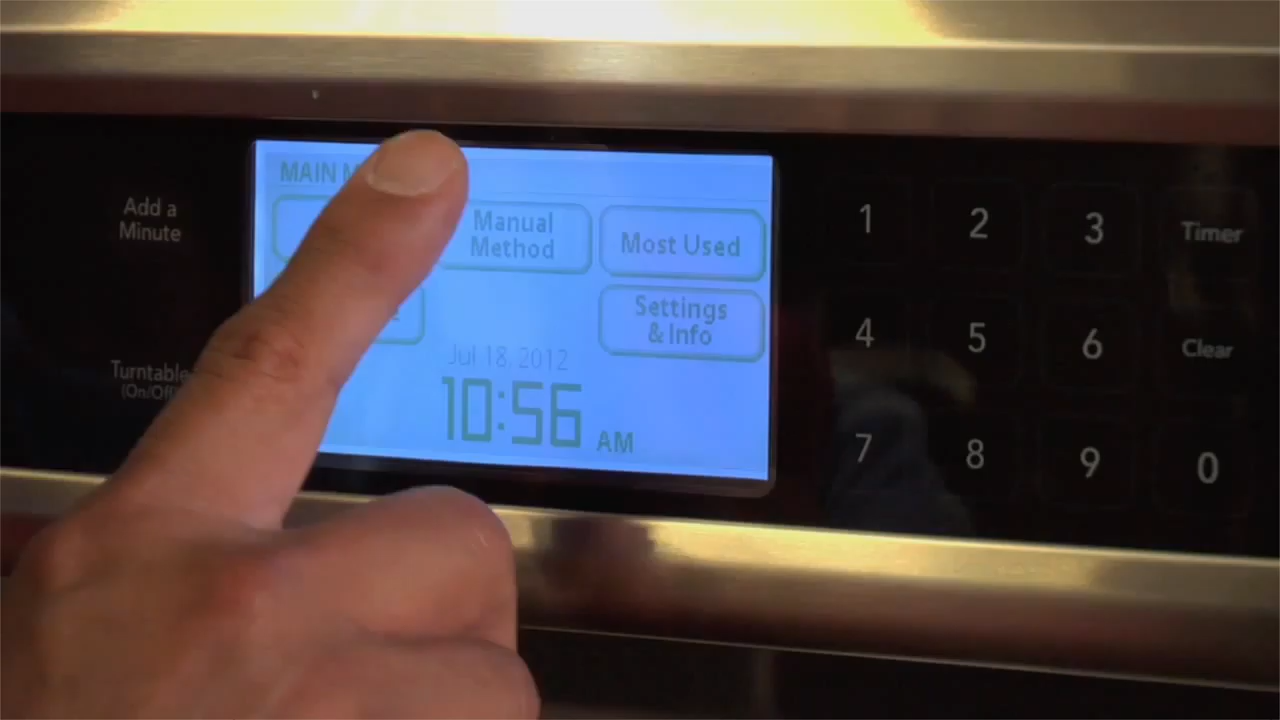 MAIN
Manual
Method
Most Used
Settings
& Info
Jul 18, 2012
10:56 AM
Add a
Minute
Turntable
(On/Off)
1 2 3 Timer
4 5 6 Clear
7 8 9 0